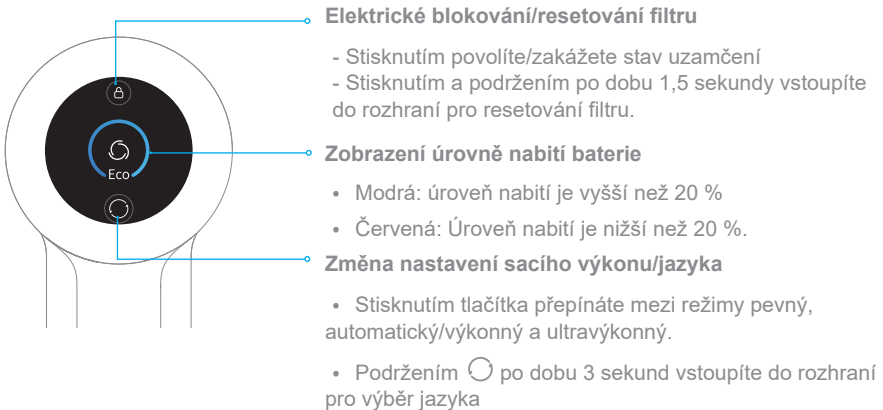 Elektrické blokování/resetování filtru
- Stisknutím povolíte/zakážete stav uzamčení
- Stisknutím a podržením po dobu 1,5 sekundy vstoupíte
do rozhraní pro resetování filtru.
Eco
Zobrazení úrovně nabití baterie
• Modrá: úroveň nabití je vyšší než 20 %
• Červená: Úroveň nabití je nižší než 20 %.
Změna nastavení sacího výkonu/jazyka
• Stisknutím tlačítka přepínáte mezi režimy pevný,
automatický/výkonný a ultravýkonný.
• Podržením po dobu 3 sekund vstoupíte do rozhraní
pro výběr jazyka